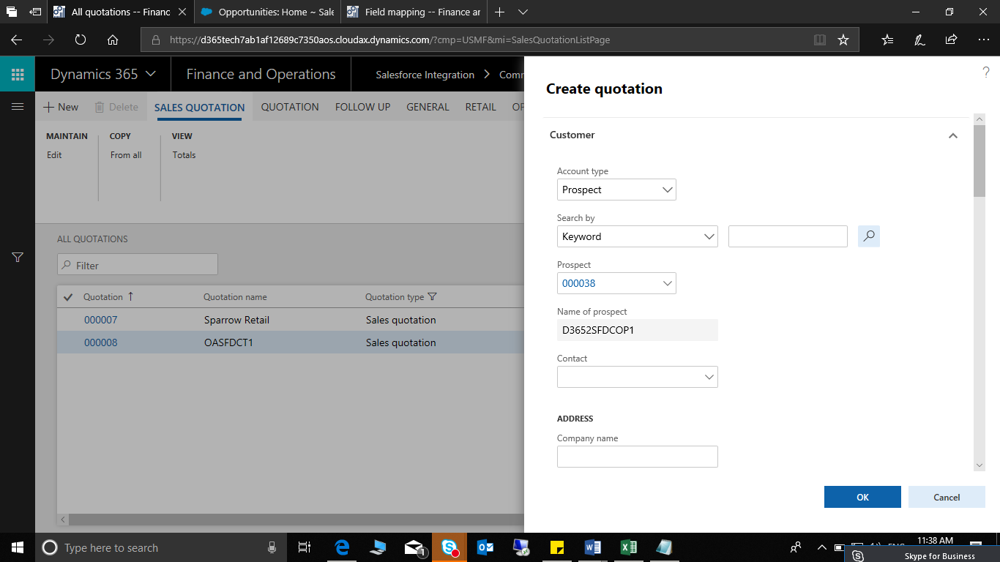 All quotations -- Financ
Opportunities: Home ~ Sale
Field mapping -- Finance an
https://d365tech7ab1af12689c7350aos.cloudax.dynamics.com/?cmp=USMF&mi=SalesQuotationListPage
Dynamics 365
Finance and Operations
Salesforce Integration > Comm
?
Create quotation
New
Delete
SALES QUOTATION
QUOTATION
FOLLOW UP
GENERAL
RETAIL
OF
MAINTAIN
Edit
COPY
From all
VIEW
Totals
ALL QUOTATIONS
Filter
Quotation ↑ Quotation name Quotation type
000007 Sparrow Retail Sales quotation
000008 OASFDCT1 Sales quotation
Customer
Account type
Prospect
Search by
Keyword
Prospect
000038
Name of prospect
D3652SFDCOP1
Contact
ADDRESS
Company name
OK
Cancel
Type here to search
1
11:38 AM
Skype for Business